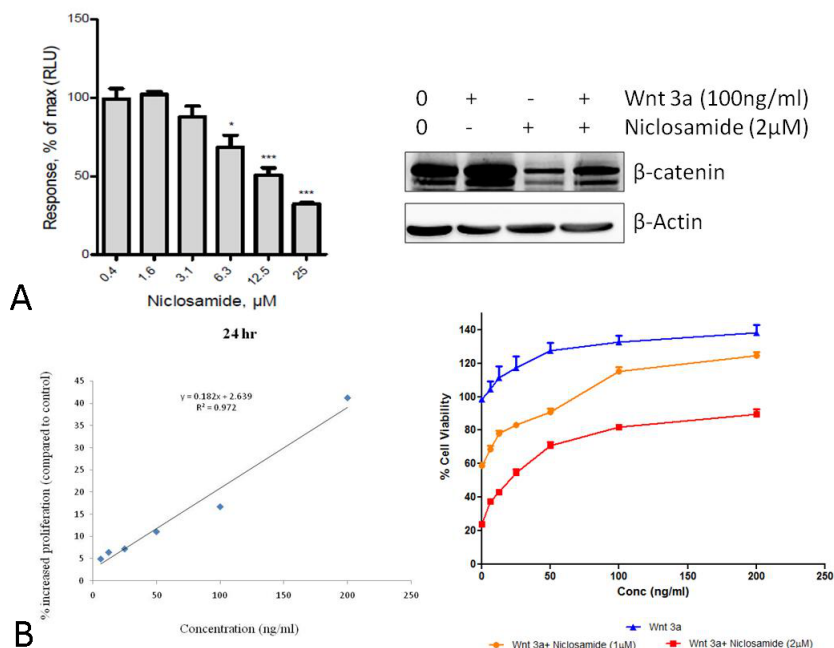 150
100
50
0
Response, % of max (RLU)
*
***
***
0.4 1.6 3.1 6.3 12.5 25
Niclosamide, µM
0 + - + Wnt 3a (100ng/ml)
0 - + + Niclosamide (2µM)
β-catenin
β-Actin
A
24 hr
% increased proliferation (compared to control)
45
40
35
30
25
20
15
10
5
0
y = 0.182x + 2.639
R² = 0.972
0 50 100 150 200 250
Concentration (ng/ml)
% Cell Viability
140
120
100
80
60
40
20
0
0 50 100 150 200 250
Conc (ng/ml)
Wnt 3a
Wnt 3a+ Niclosamide (1µM)
Wnt 3a+ Niclosamide (2µM)
B